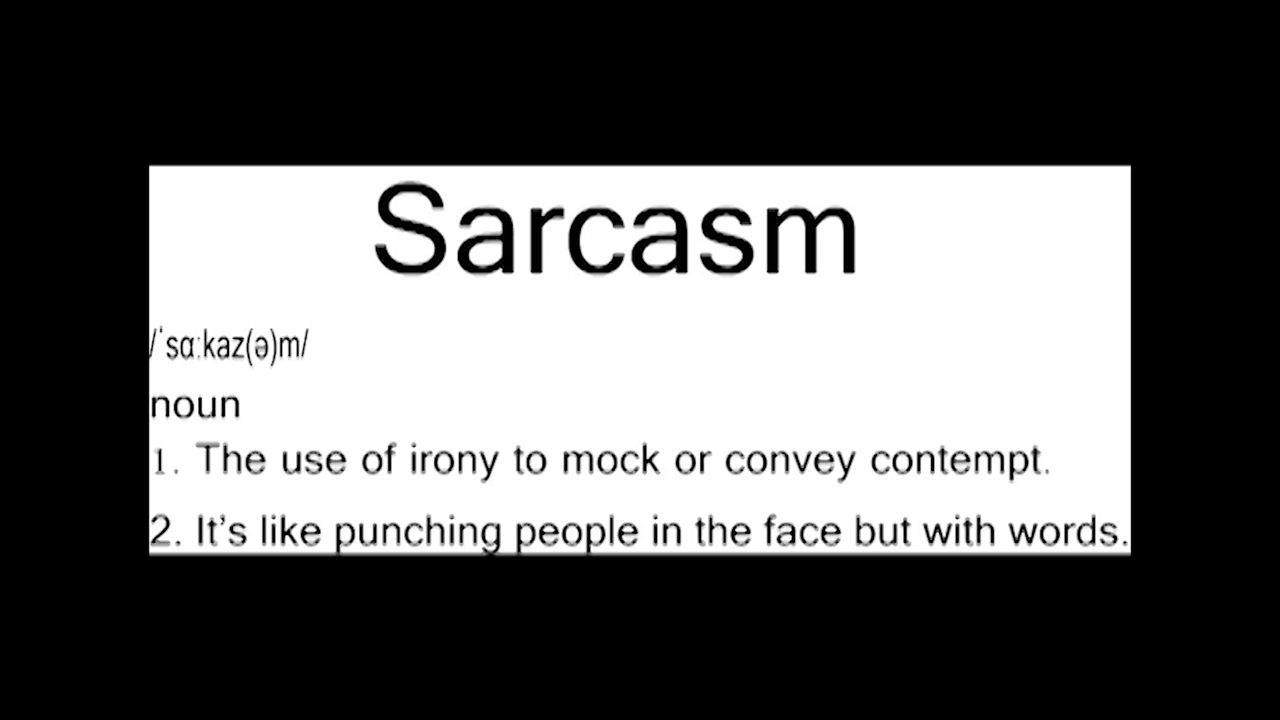 Sarcasm
/ˈsɑːkaz(ə)m/
noun
1. The use of irony to mock or convey contempt.
2. It’s like punching people in the face but with words.